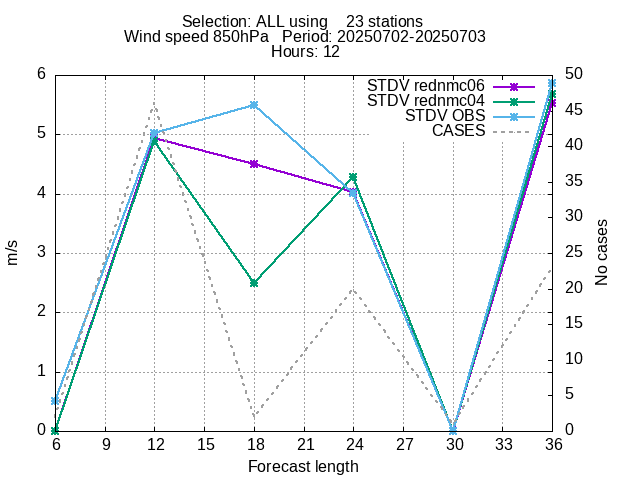 Selection: ALL using    23 stations
Wind speed 850hPa   Period: 20250702-20250703
Hours: 12
STDV rednmc06
STDV rednmc04
STDV OBS
CASES
6
5
4
3
2
1
0
m/s
50
45
40
35
30
25
20
15
10
5
0
No cases
6 9 12 15 18 21 24 27 30 33 36
Forecast length